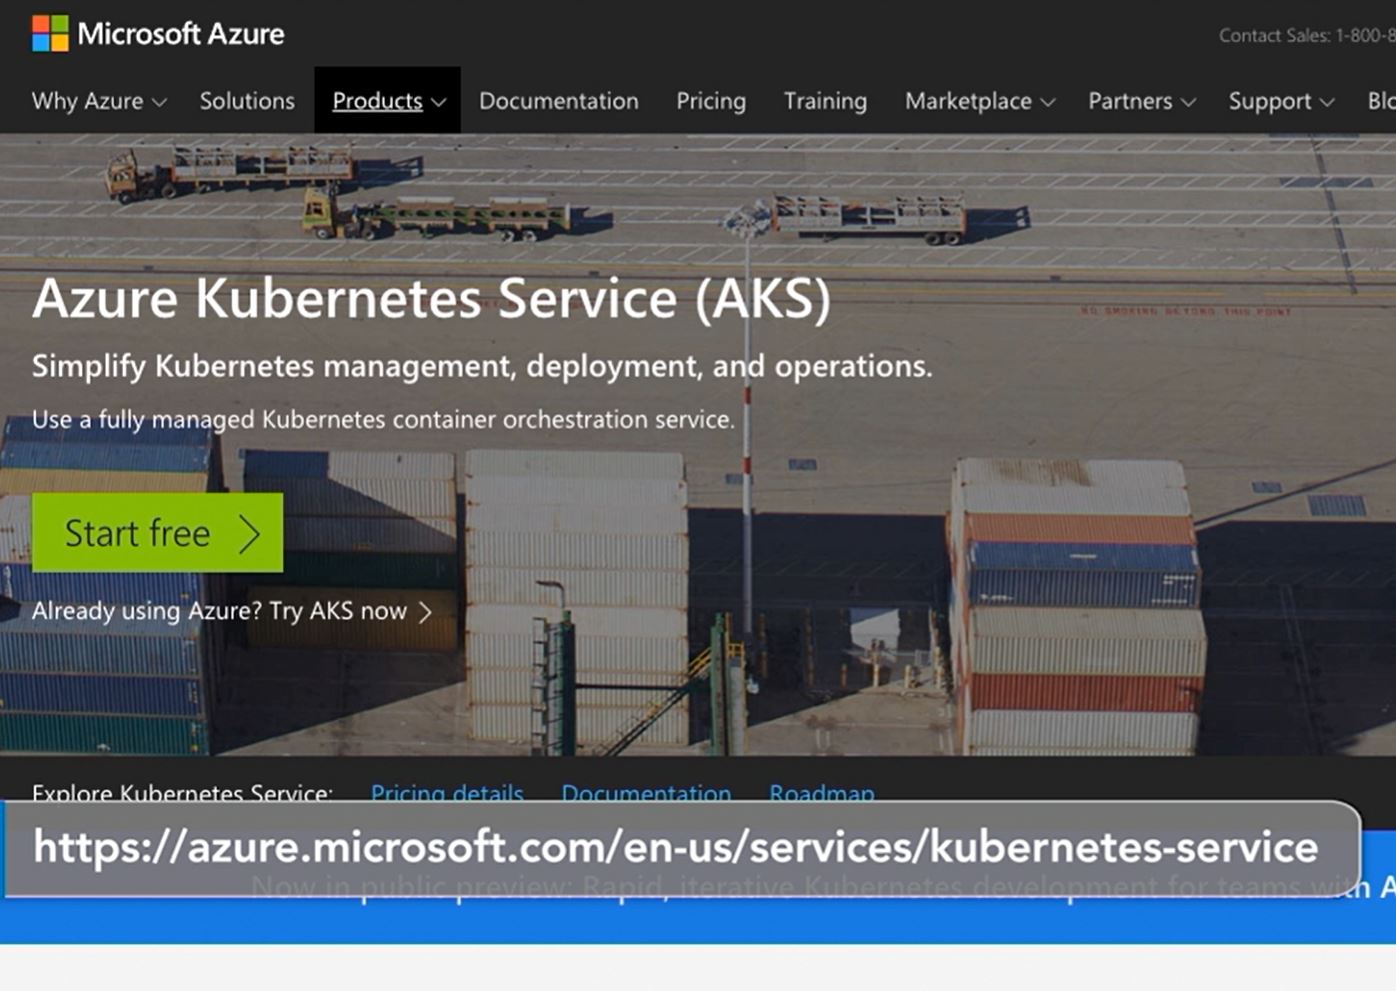 Microsoft Azure
Contact Sales: 1-800-8
Why Azure
Solutions
Products
Documentation
Pricing
Training
Marketplace
Partners
Support
Blo
Azure Kubernetes Service (AKS)
NO SMOKING BEYOND THIS POINT
Simplify Kubernetes management, deployment, and operations.
Use a fully managed Kubernetes container orchestration service.
Start free
Already using Azure? Try AKS now
Explore Kubernetes Service: Pricing details Documentation Roadmap
https://azure.microsoft.com/en-us/services/kubernetes-service
Now in public preview: Rapid, iterative Kubernetes development for teams with A